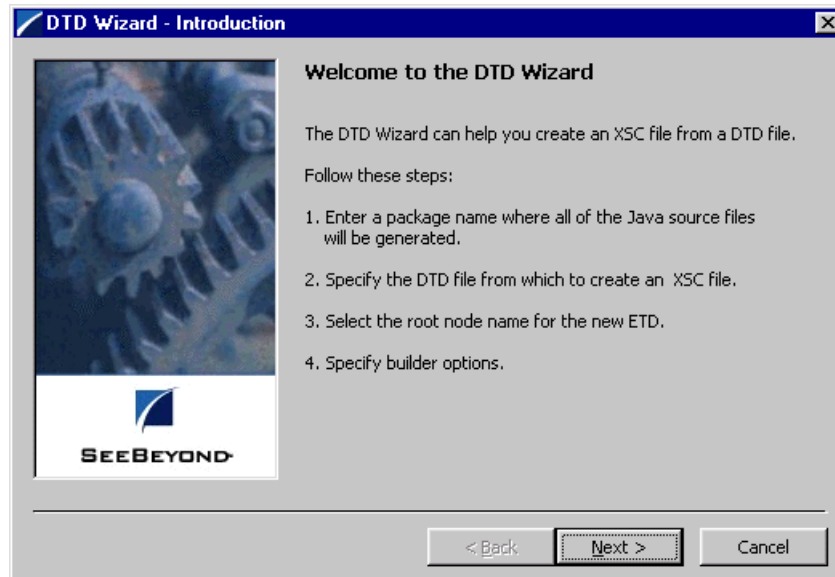 DTD Wizard - Introduction
Welcome to the DTD Wizard
The DTD Wizard can help you create an XSC file from a DTD file.
Follow these steps:
1. Enter a package name where all of the Java source files
will be generated.
2. Specify the DTD file from which to create an  XSC file.
3. Select the root node name for the new ETD.
4. Specify builder options.
SEEBEYOND
< Back
Next >
Cancel